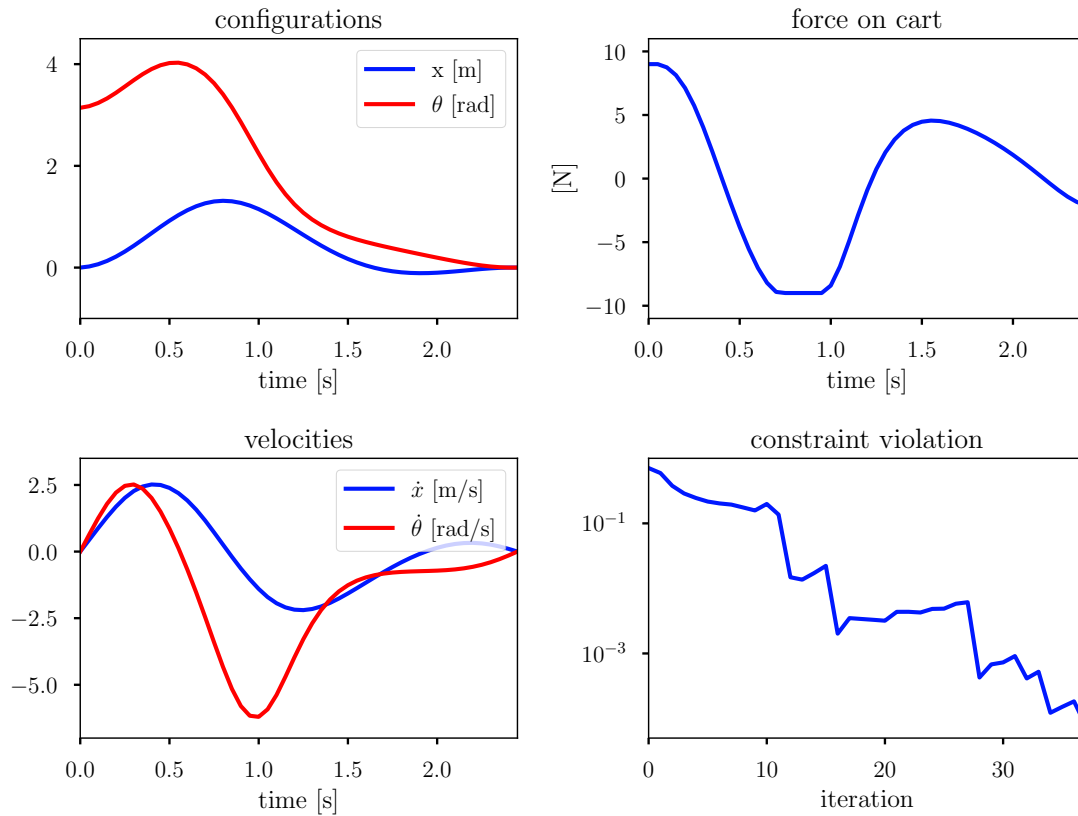 configurations
4
2
0
x [m]
θ [rad]
0.0 0.5 1.0 1.5 2.0
time [s]
force on cart
[N]
10
5
0
−5
−10
0.0 0.5 1.0 1.5 2.0
time [s]
velocities
2.5
0.0
−2.5
−5.0
ẋ [m/s]
θ̇ [rad/s]
0.0 0.5 1.0 1.5 2.0
time [s]
constraint violation
10⁻¹
10⁻³
0 10 20 30
iteration